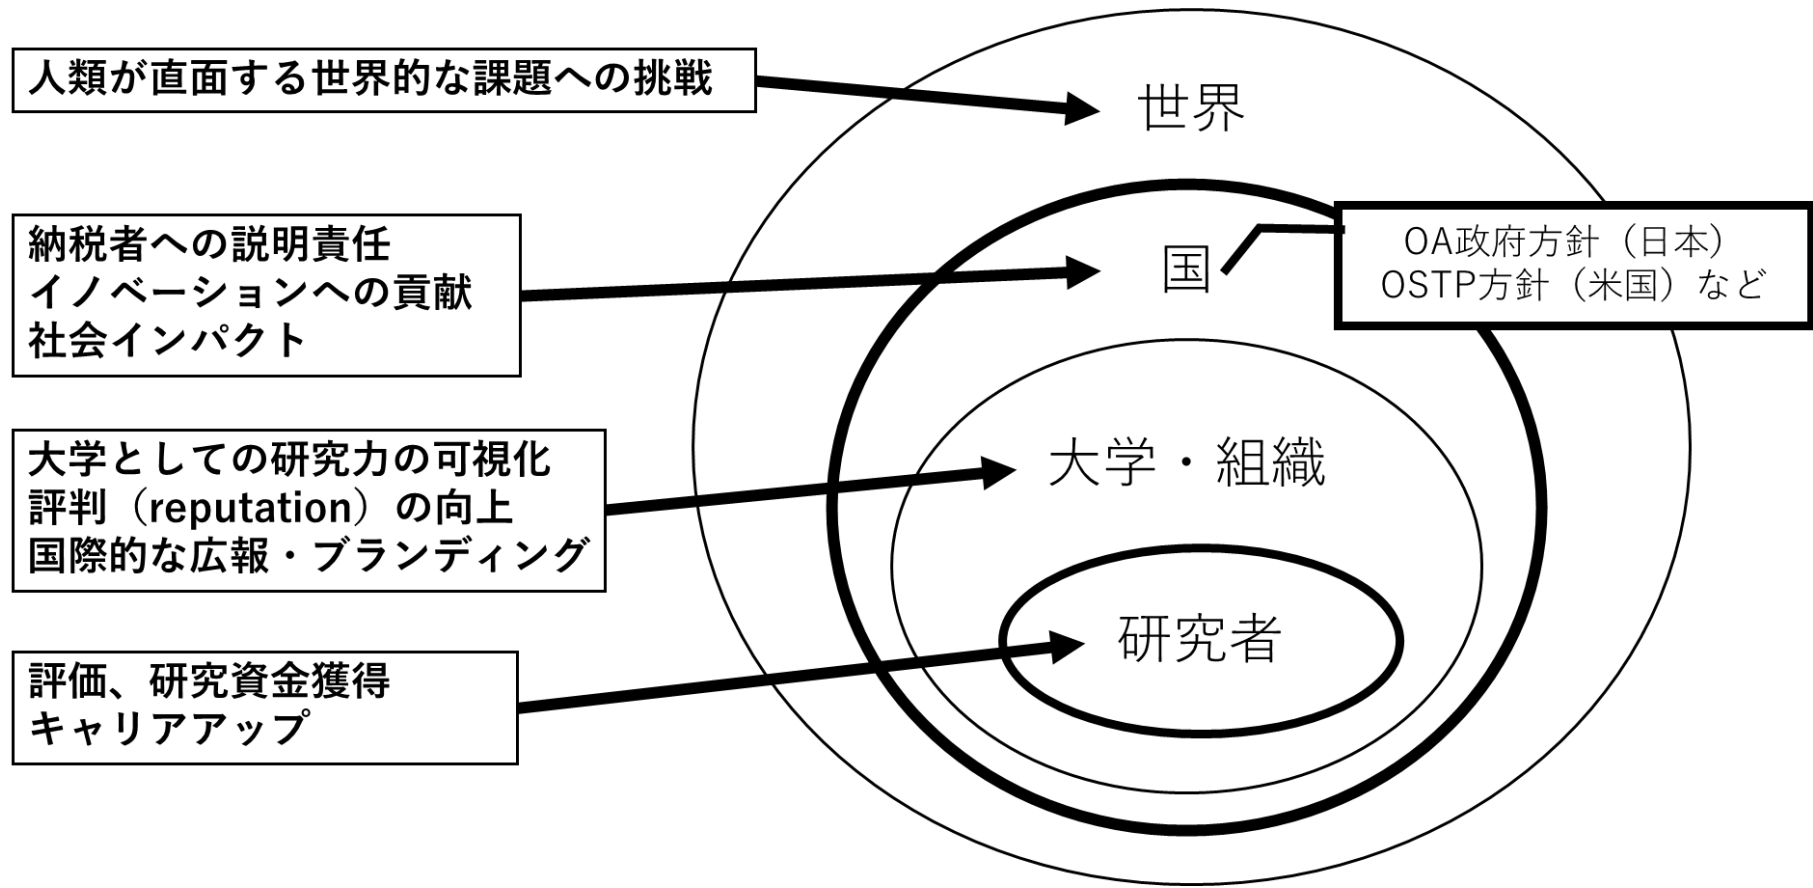 人類が直面する世界的な課題への挑戦
世界
納税者への説明責任
イノベーションへの貢献
社会インパクト
国
OA政府方針（日本）
OSTP方針（米国）など
大学としての研究力の可視化
評判（reputation）の向上
国際的な広報・ブランディング
大学・組織
評価、研究資金獲得
キャリアアップ
研究者